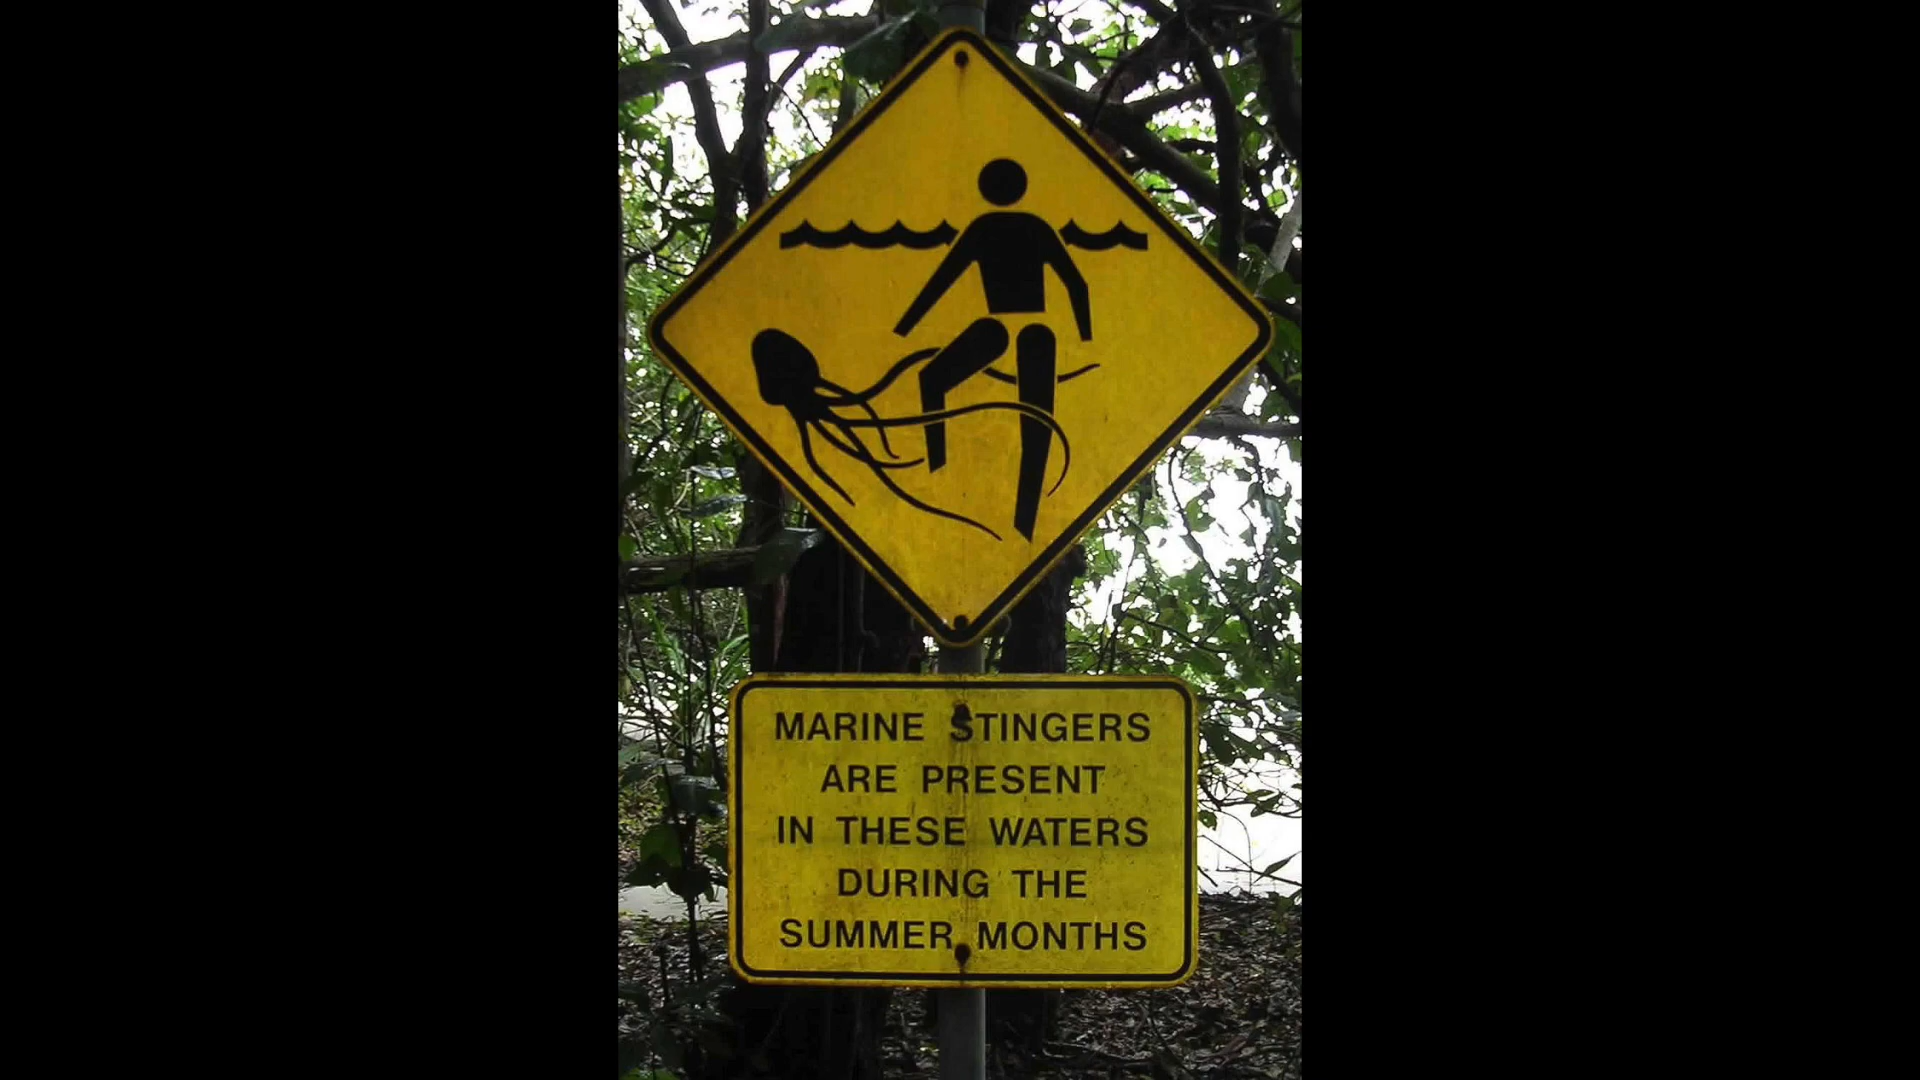 MARINE STINGERS
ARE PRESENT
IN THESE WATERS
DURING THE
SUMMER MONTHS